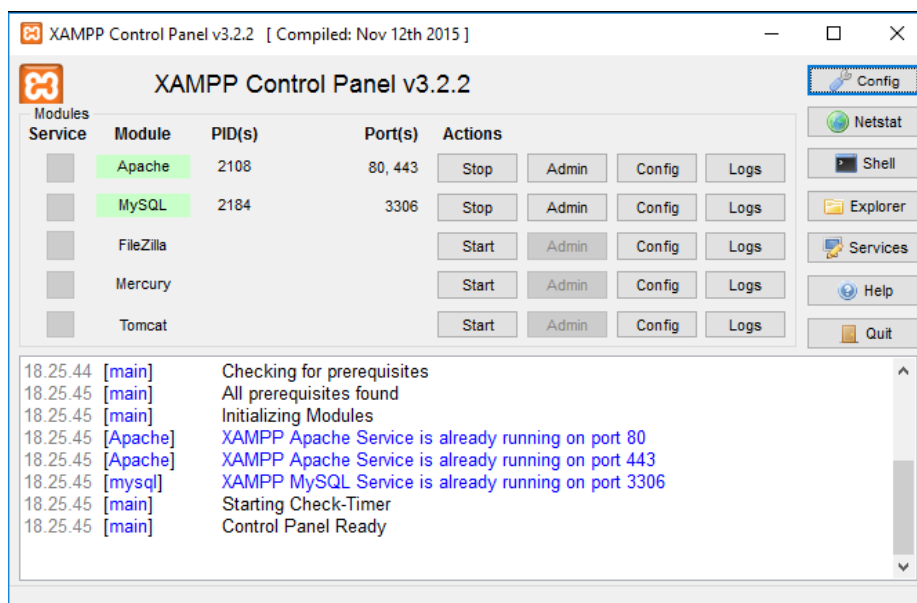 XAMPP Control Panel v3.2.2 [ Compiled: Nov 12th 2015 ]
XAMPP Control Panel v3.2.2
Config
Modules
Service Module PID(s) Port(s) Actions
Netstat
Apache 2108 80, 443 Stop Admin Config Logs
Shell
MySQL 2184 3306 Stop Admin Config Logs
Explorer
FileZilla Start Admin Config Logs
Services
Mercury Start Admin Config Logs
Help
Tomcat Start Admin Config Logs
Quit
18.25.44 [main] Checking for prerequisites
18.25.45 [main] All prerequisites found
18.25.45 [main] Initializing Modules
18.25.45 [Apache] XAMPP Apache Service is already running on port 80
18.25.45 [Apache] XAMPP Apache Service is already running on port 443
18.25.45 [mysql] XAMPP MySQL Service is already running on port 3306
18.25.45 [main] Starting Check-Timer
18.25.45 [main] Control Panel Ready